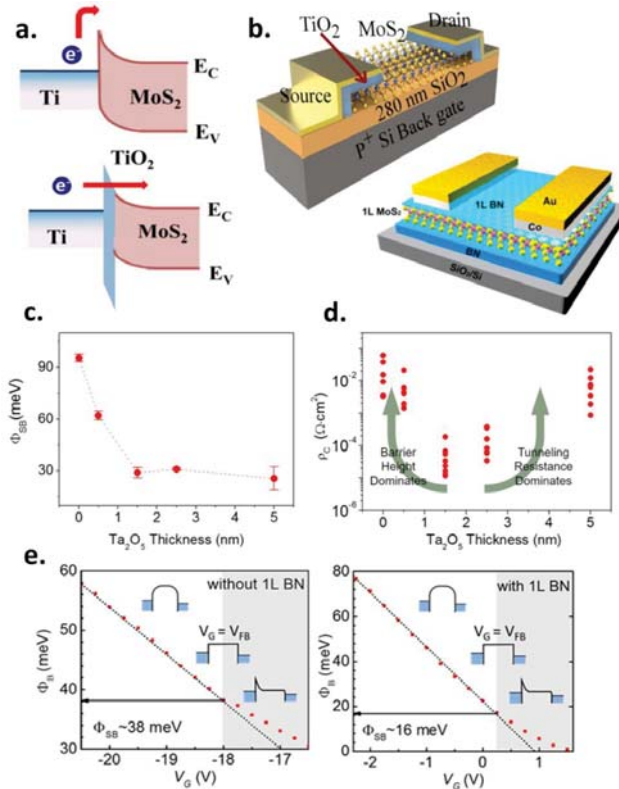 a.
e⁻
Ti
MoS₂
E_C
E_V
TiO₂
e⁻
Ti
MoS₂
E_C
E_V
b.
TiO₂
MoS₂
Drain
Source
280 nm SiO₂
P⁺ Si Back gate
1L BN
Au
1L MoS₂
Co
BN
SiO₂/Si
c.
Φ_SB(meV)
90
60
30
0
1
2
3
4
5
Ta₂O₅ Thickness (nm)
d.
ρ_C (Ω·cm²)
10⁻²
10⁻⁴
10⁻⁶
Barrier
Height
Dominates
Tunneling
Resistance
Dominates
0
1
2
3
4
5
Ta₂O₅ Thickness (nm)
e.
Φ_B (meV)
60
50
40
30
without 1L BN
V_G = V_FB
Φ_SB~38 meV
-20
-19
-18
-17
V_G (V)
Φ_B (meV)
80
60
40
20
0
with 1L BN
V_G = V_FB
Φ_SB~16 meV
-2
-1
0
1
V_G (V)